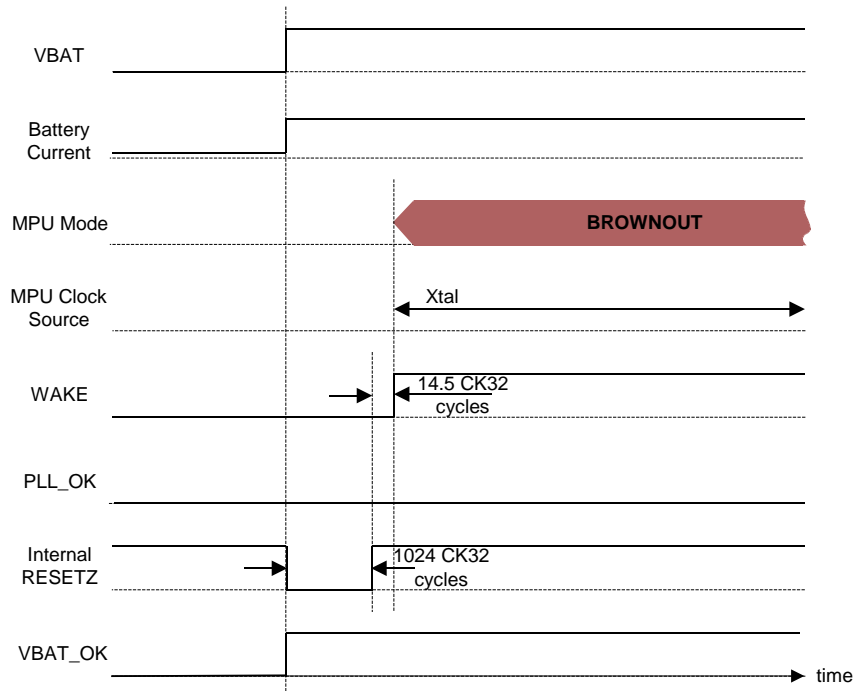 VBAT
Battery
Current
MPU Mode
BROWNOUT
MPU Clock
Source
Xtal
WAKE
14.5 CK32
cycles
PLL_OK
Internal
RESETZ
1024 CK32
cycles
VBAT_OK
time